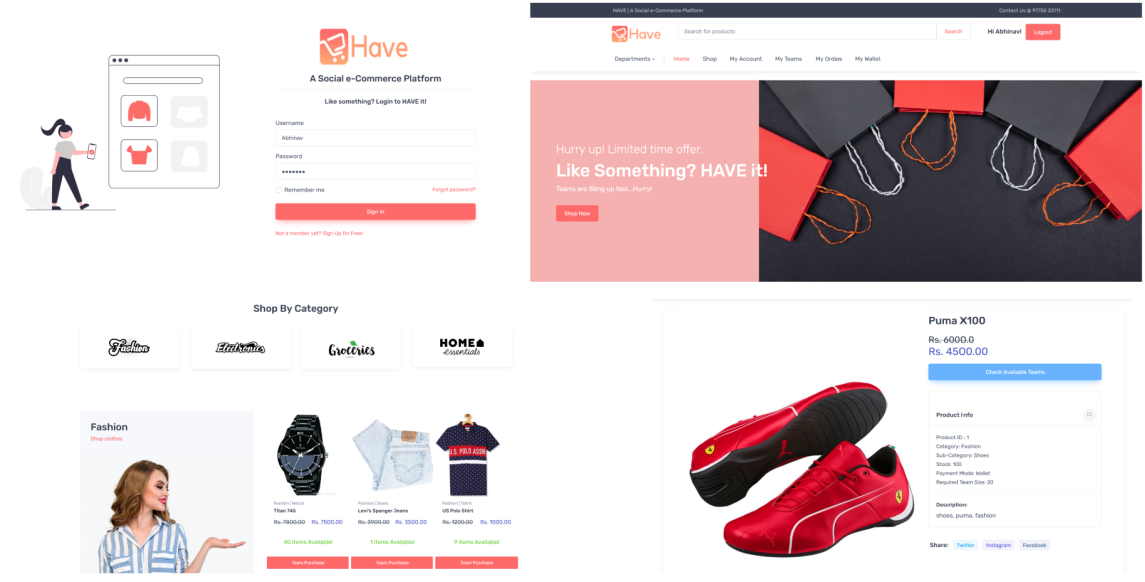 Have
A Social e-Commerce Platform
Like something? Login to HAVE it!
Username
Abhinav
Password
•••••••
Remember me
Forgot password?
Sign in
Not a member yet? Sign Up for Free!
HAVE | A Social e-Commerce Platform
Contact Us @ 97755 23111
Have
Search for products
Search
Hi Abhinav!
Logout
Departments
Home
Shop
My Account
My Teams
My Orders
My Wallet
Hurry up! Limited time offer.
Like Something? HAVE it!
Teams are filling up fast...Hurry!
Shop Now
Shop By Category
Fashion
Electronics
Groceries
HOME
essentials
Fashion
Shop clothes
U.S. POLO ASSN
Fashion | Watch
Titan 745
Rs. 7800.00 Rs. 7500.00
40 Items Available!
Team Purchase
Fashion | Jeans
Levi's Spanger Jeans
Rs. 3900.00 Rs. 3500.00
1 Items Available!
Team Purchase
Fashion | Tshirt
US Polo Shirt
Rs. 1200.00 Rs. 1000.00
9 Items Available!
Team Purchase
Puma X100
Rs. 6000.0
Rs. 4500.00
Check Available Teams
Product Info
Product ID : 1
Category: Fashion
Sub-Category: Shoes
Stock: 100
Payment Mode: Wallet
Required Team Size: 20
Description:
shoes, puma, fashion
Share:
Twitter
Instagram
Facebook